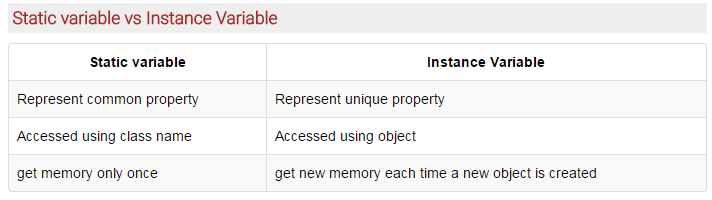 Static variable vs Instance Variable
Static variable Instance Variable
Represent common property Represent unique property
Accessed using class name Accessed using object
get memory only once get new memory each time a new object is created